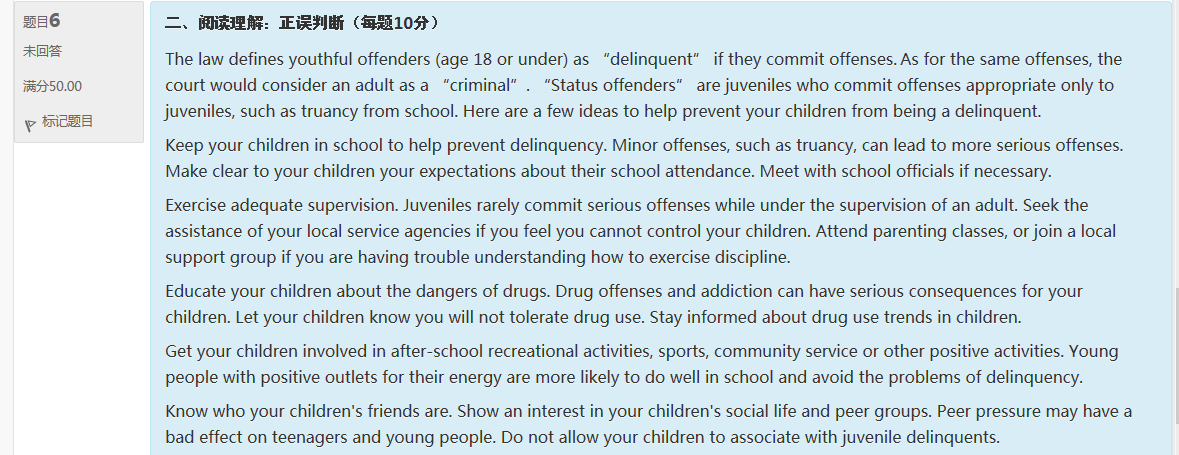 题目6
未回答
满分50.00
标记题目
二、阅读理解：正误判断（每题10分）
The law defines youthful offenders (age 18 or under) as “delinquent” if they commit offenses. As for the same offenses, the
court would consider an adult as a “criminal”. “Status offenders” are juveniles who commit offenses appropriate only to
juveniles, such as truancy from school. Here are a few ideas to help prevent your children from being a delinquent.
Keep your children in school to help prevent delinquency. Minor offenses, such as truancy, can lead to more serious offenses.
Make clear to your children your expectations about their school attendance. Meet with school officials if necessary.
Exercise adequate supervision. Juveniles rarely commit serious offenses while under the supervision of an adult. Seek the
assistance of your local service agencies if you feel you cannot control your children. Attend parenting classes, or join a local
support group if you are having trouble understanding how to exercise discipline.
Educate your children about the dangers of drugs. Drug offenses and addiction can have serious consequences for your
children. Let your children know you will not tolerate drug use. Stay informed about drug use trends in children.
Get your children involved in after-school recreational activities, sports, community service or other positive activities. Young
people with positive outlets for their energy are more likely to do well in school and avoid the problems of delinquency.
Know who your children's friends are. Show an interest in your children's social life and peer groups. Peer pressure may have a
bad effect on teenagers and young people. Do not allow your children to associate with juvenile delinquents.